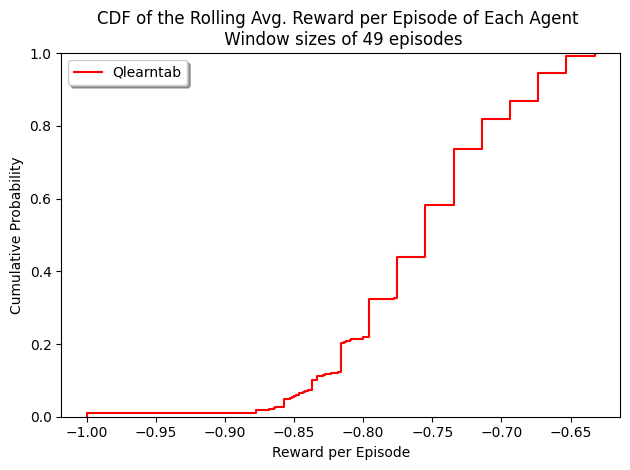 CDF of the Rolling Avg. Reward per Episode of Each Agent
Window sizes of 49 episodes
Qlearntab
Cumulative Probability
1.0
0.8
0.6
0.4
0.2
0.0
−1.00 −0.95 −0.90 −0.85 −0.80 −0.75 −0.70 −0.65
Reward per Episode